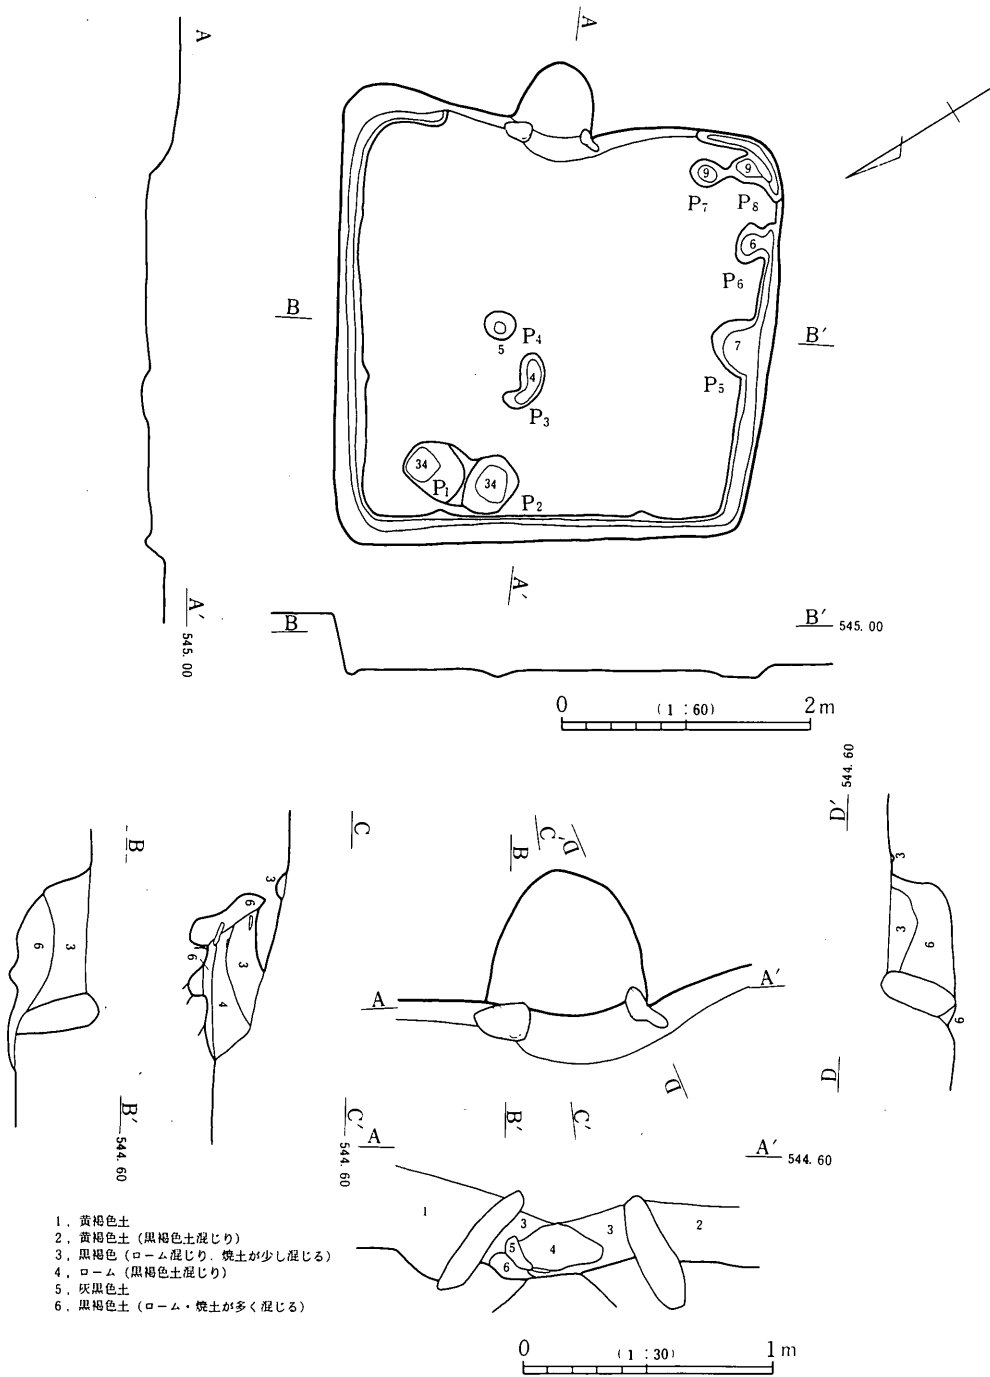 A
A
9
9
P7
P8
6
P6
B
B′
7
P5
5
P4
4
P3
34
P1
34
P2
A′
A′
545.00
B
B′ 545.00
0 (1:60) 2m
B
B′
544.60
6
3
C
C′
544.60
3
6
3
6
4
B
C
D′
A
A′
D
B′
C′
D′
544.60
D
3
3
6
6
A
A′ 544.60
1
3
5
4
3
6
2
1，黄褐色土
2，黄褐色土（黒褐色土混じり）
3，黒褐色（ローム混じり．焼土が少し混じる）
4，ローム（黒褐色土混じり）
5，灰黒色土
6，黒褐色土（ローム・焼土が多く混じる）
0 (1:30) 1m